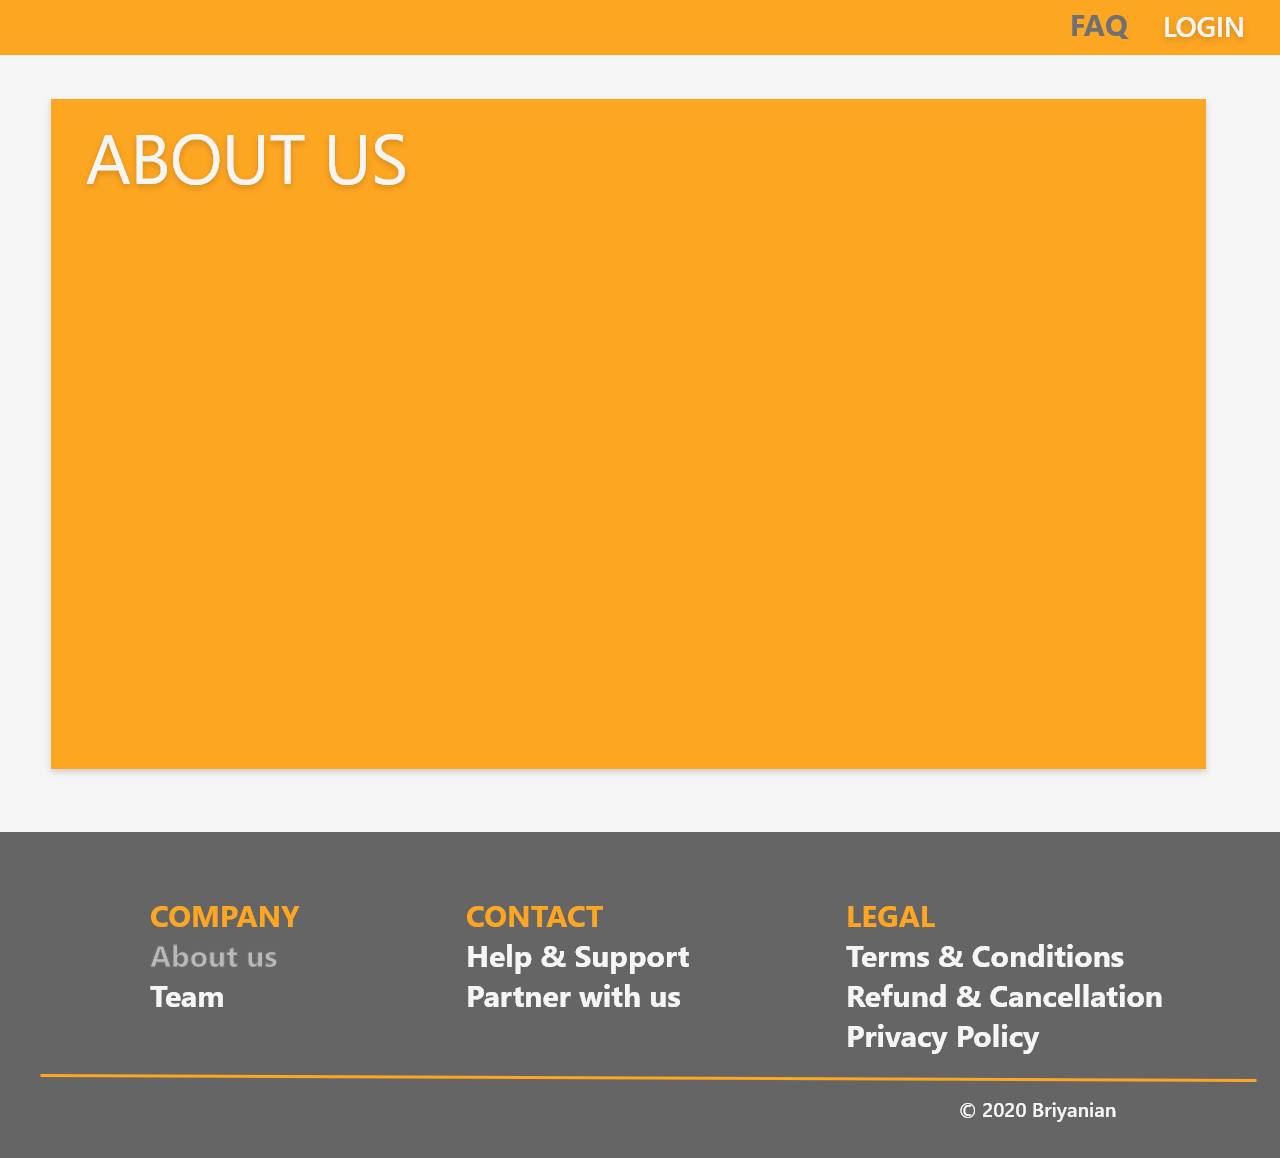 FAQ LOGIN
ABOUT US
COMPANY
About us
Team
CONTACT
Help & Support
Partner with us
LEGAL
Terms & Conditions
Refund & Cancellation
Privacy Policy
© 2020 Briyanian